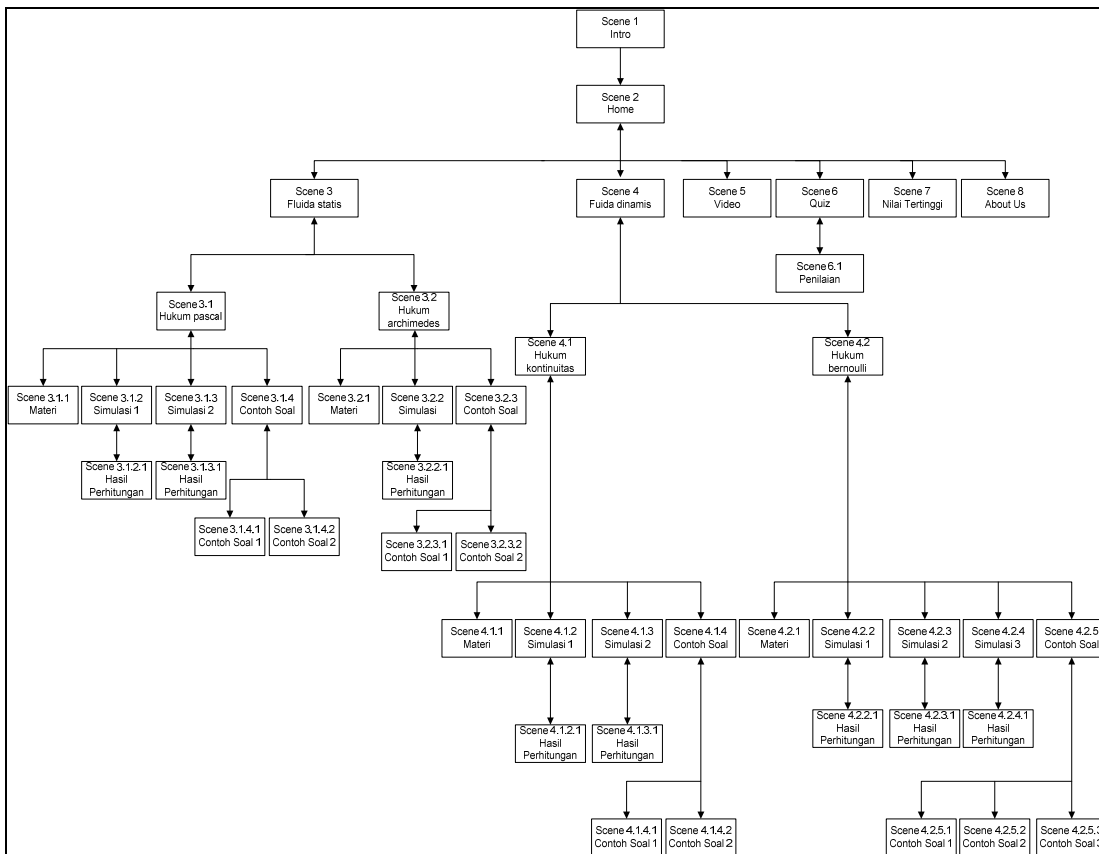 Scene 1
Intro
Scene 2
Home
Scene 3
Fluida statis
Scene 4
Fuida dinamis
Scene 5
Video
Scene 6
Quiz
Scene 7
Nilai Tertinggi
Scene 8
About Us
Scene 6.1
Penilaian
Scene 3.1
Hukum pascal
Scene 3.2
Hukum
archimedes
Scene 4.1
Hukum
kontinuitas
Scene 4.2
Hukum
bernoulli
Scene 3.1.1
Materi
Scene 3.1.2
Simulasi 1
Scene 3.1.3
Simulasi 2
Scene 3.1.4
Contoh Soal
Scene 3.2.1
Materi
Scene 3.2.2
Simulasi
Scene 3.2.3
Contoh Soal
Scene 3.1.2.1
Hasil
Perhitungan
Scene 3.1.3.1
Hasil
Perhitungan
Scene 3.2.2.1
Hasil
Perhitungan
Scene 3.1.4.1
Contoh Soal 1
Scene 3.1.4.2
Contoh Soal 2
Scene 3.2.3.1
Contoh Soal 1
Scene 3.2.3.2
Contoh Soal 2
Scene 4.1.1
Materi
Scene 4.1.2
Simulasi 1
Scene 4.1.3
Simulasi 2
Scene 4.1.4
Contoh Soal
Scene 4.2.1
Materi
Scene 4.2.2
Simulasi 1
Scene 4.2.3
Simulasi 2
Scene 4.2.4
Simulasi 3
Scene 4.2.5
Contoh Soal
Scene 4.1.2.1
Hasil
Perhitungan
Scene 4.1.3.1
Hasil
Perhitungan
Scene 4.2.2.1
Hasil
Perhitungan
Scene 4.2.3.1
Hasil
Perhitungan
Scene 4.2.4.1
Hasil
Perhitungan
Scene 4.1.4.1
Contoh Soal 1
Scene 4.1.4.2
Contoh Soal 2
Scene 4.2.5.1
Contoh Soal 1
Scene 4.2.5.2
Contoh Soal 2
Scene 4.2.5.3
Contoh Soal 3